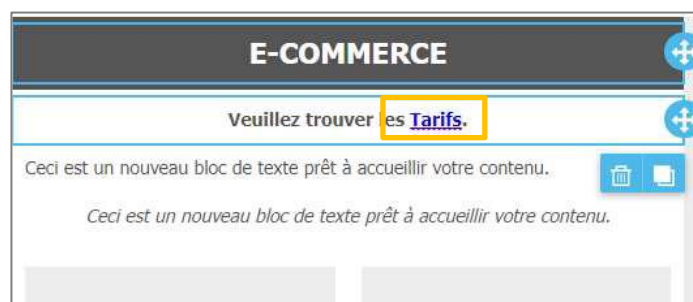 E-COMMERCE
Veuillez trouver les Tarifs.
Ceci est un nouveau bloc de texte prêt à accueillir votre contenu.
Ceci est un nouveau bloc de texte prêt à accueillir votre contenu.